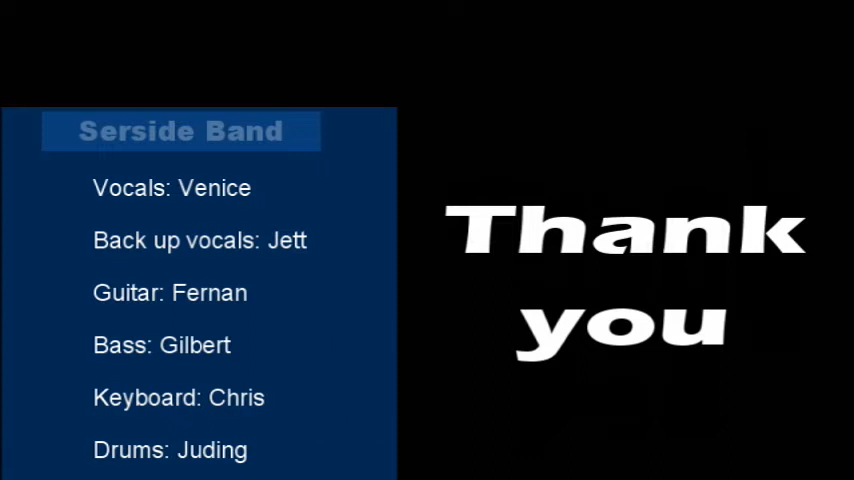 Serside Band
Vocals: Venice
Back up vocals: Jett
Guitar: Fernan
Bass: Gilbert
Keyboard: Chris
Drums: Juding
Thank
you